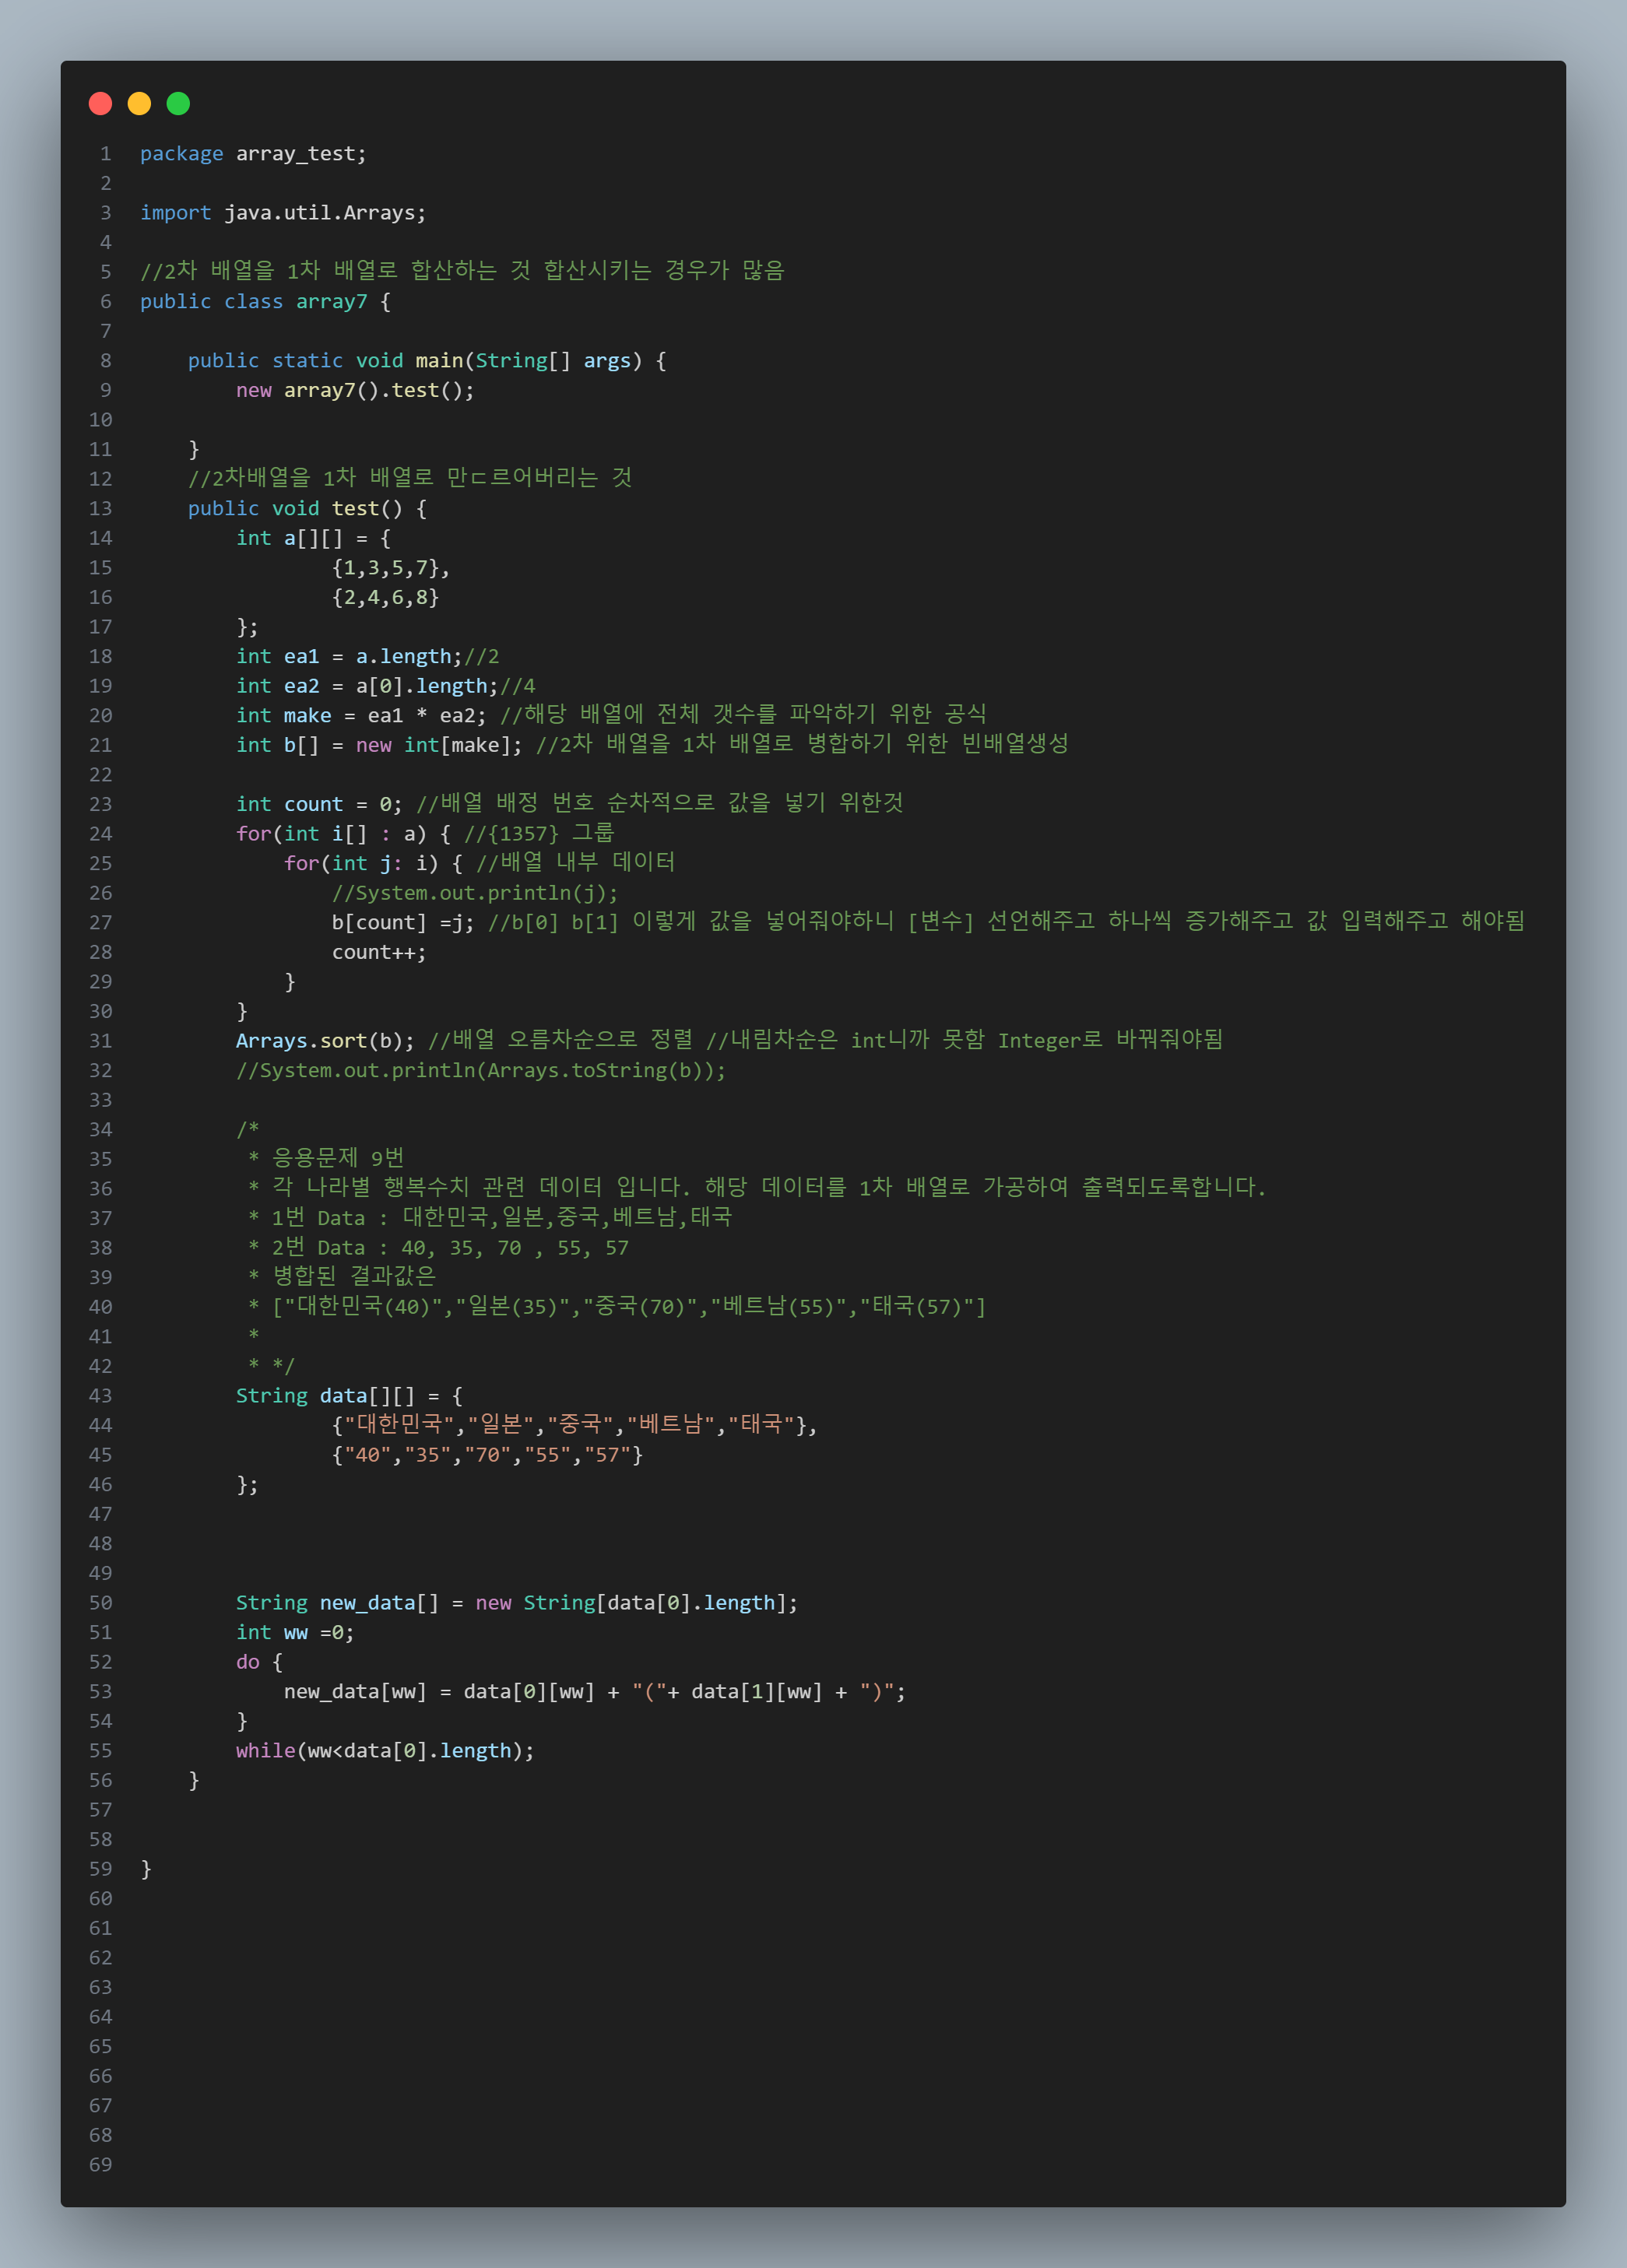 1 package array_test;
2
3 import java.util.Arrays;
4
5 //2차 배열을 1차 배열로 합산하는 것 합산시키는 경우가 많음
6 public class array7 {
7
8     public static void main(String[] args) {
9         new array7().test();
10
11     }
12     //2차배열을 1차 배열로 만ㄷ르어버리는 것
13     public void test() {
14         int a[][] = {
15                 {1,3,5,7},
16                 {2,4,6,8}
17         };
18         int ea1 = a.length;//2
19         int ea2 = a[0].length;//4
20         int make = ea1 * ea2; //해당 배열에 전체 갯수를 파악하기 위한 공식
21         int b[] = new int[make]; //2차 배열을 1차 배열로 병합하기 위한 빈배열생성
22
23         int count = 0; //배열 배정 번호 순차적으로 값을 넣기 위한것
24         for(int i[] : a) { //{1357} 그룹
25             for(int j: i) { //배열 내부 데이터
26                 //System.out.println(j);
27                 b[count] =j; //b[0] b[1] 이렇게 값을 넣어줘야하니 [변수] 선언해주고 하나씩 증가해주고 값 입력해주고 해야됨
28                 count++;
29             }
30         }
31         Arrays.sort(b); //배열 오름차순으로 정렬 //내림차순은 int니까 못함 Integer로 바꿔줘야됨
32         //System.out.println(Arrays.toString(b));
33
34         /*
35          * 응용문제 9번
36          * 각 나라별 행복수치 관련 데이터 입니다. 해당 데이터를 1차 배열로 가공하여 출력되도록합니다.
37          * 1번 Data : 대한민국,일본,중국,베트남,태국
38          * 2번 Data : 40, 35, 70 , 55, 57
39          * 병합된 결과값은
40          * ["대한민국(40)","일본(35)","중국(70)","베트남(55)","태국(57)"]
41          *
42          * */
43         String data[][] = {
44                 {"대한민국","일본","중국","베트남","태국"},
45                 {"40","35","70","55","57"}
46         };
47
48
49
50         String new_data[] = new String[data[0].length];
51         int ww =0;
52         do {
53             new_data[ww] = data[0][ww] + "("+ data[1][ww] + ")";
54         }
55         while(ww<data[0].length);
56     }
57
58
59 }
60
61
62
63
64
65
66
67
68
69